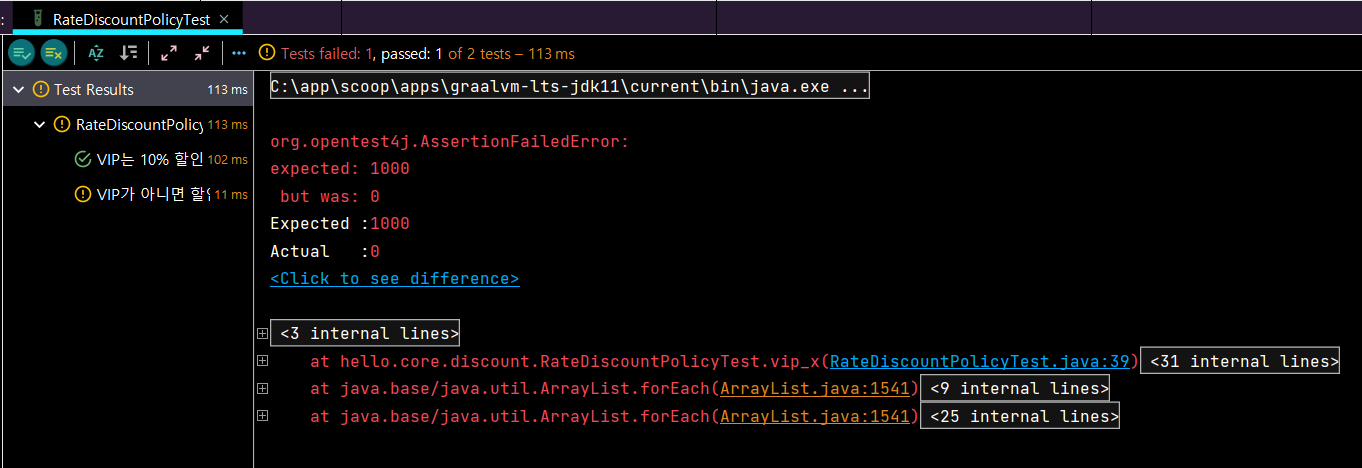 : RateDiscountPolicyTest ×
Tests failed: 1, passed: 1 of 2 tests – 113 ms
Test Results 113 ms
RateDiscountPolicy 113 ms
VIP는 10% 할인 102 ms
VIP가 아니면 할인 11 ms
C:\app\scoop\apps\graalvm-lts-jdk11\current\bin\java.exe ...
org.opentest4j.AssertionFailedError:
expected: 1000
but was: 0
Expected :1000
Actual   :0
<Click to see difference>
<3 internal lines>
at hello.core.discount.RateDiscountPolicyTest.vip_x(RateDiscountPolicyTest.java:39) <31 internal lines>
at java.base/java.util.ArrayList.forEach(ArrayList.java:1541) <9 internal lines>
at java.base/java.util.ArrayList.forEach(ArrayList.java:1541) <25 internal lines>